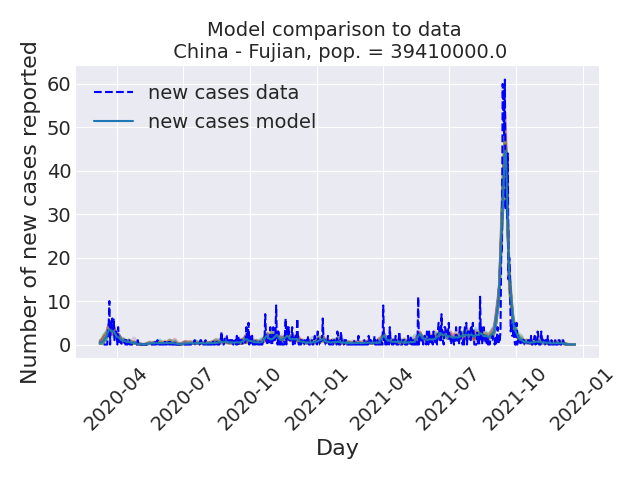 Model comparison to data
China - Fujian, pop. = 39410000.0
Number of new cases reported
60
50
40
30
20
10
0
new cases data
new cases model
2020-04
2020-07
2020-10
2021-01
2021-04
2021-07
2021-10
2022-01
Day